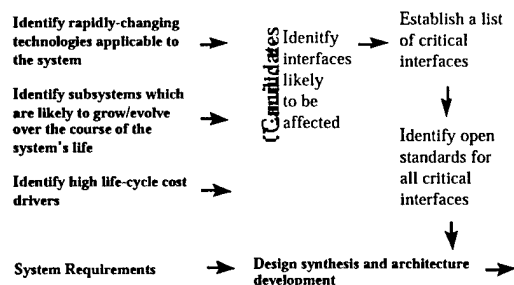 Identify rapidly-changing
technologies applicable to
the system
Identify subsystems which
are likely to grow/evolve
over the course of the
system's life
Identify high life-cycle cost
drivers
(Candidates
Idenitfy
interfaces
likely
to be
affected
Establish a list
of critical
interfaces
Identify open
standards for
all critical
interfaces
System Requirements
Design synthesis and architecture
development